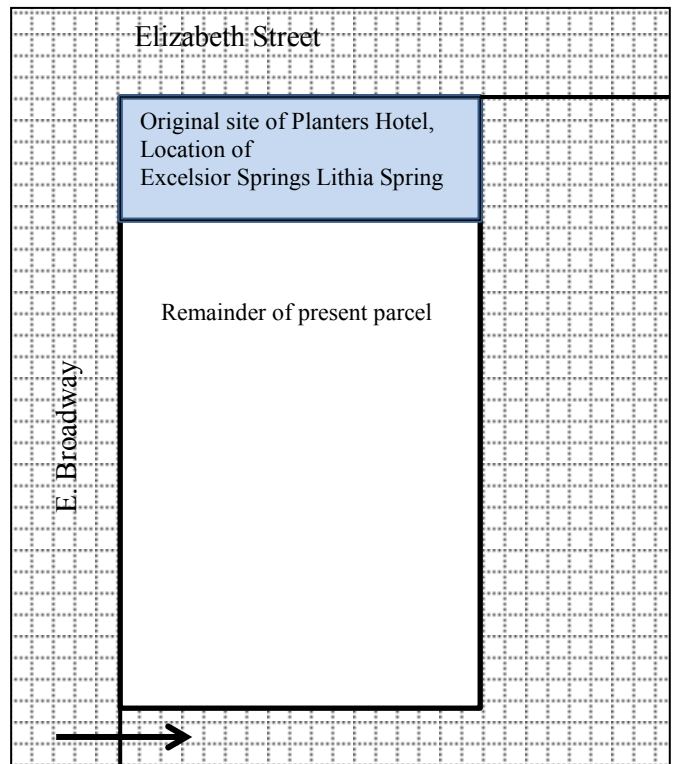 Elizabeth Street
Original site of Planters Hotel,
Location of
Excelsior Springs Lithia Spring
Remainder of present parcel
E. Broadway